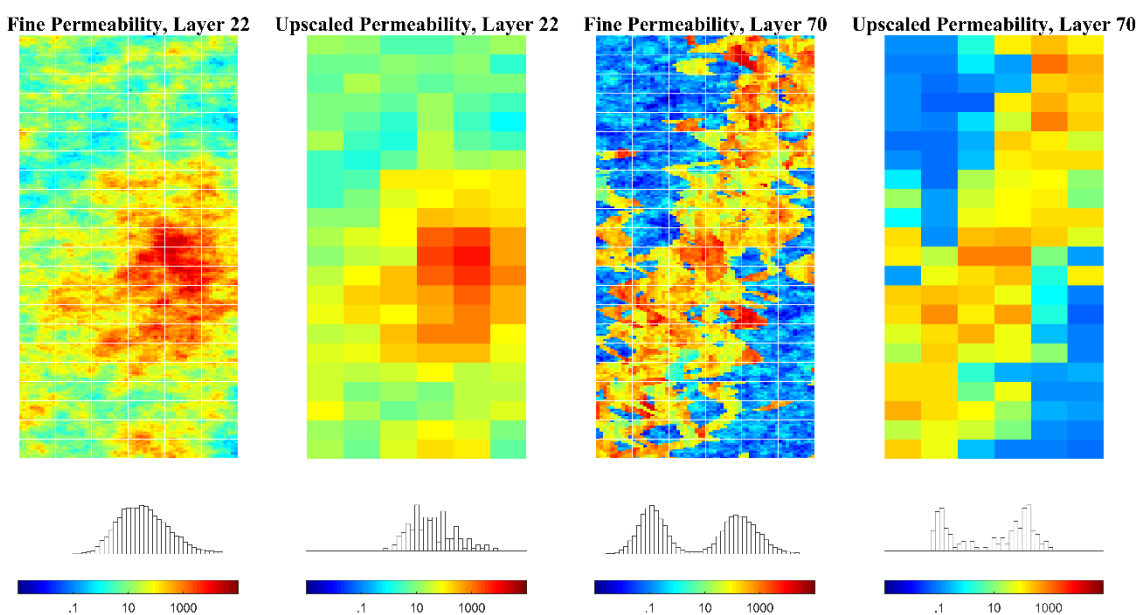 Fine Permeability, Layer 22
Upscaled Permeability, Layer 22
Fine Permeability, Layer 70
Upscaled Permeability, Layer 70
.1 10 1000
.1 10 1000
.1 10 1000
.1 10 1000